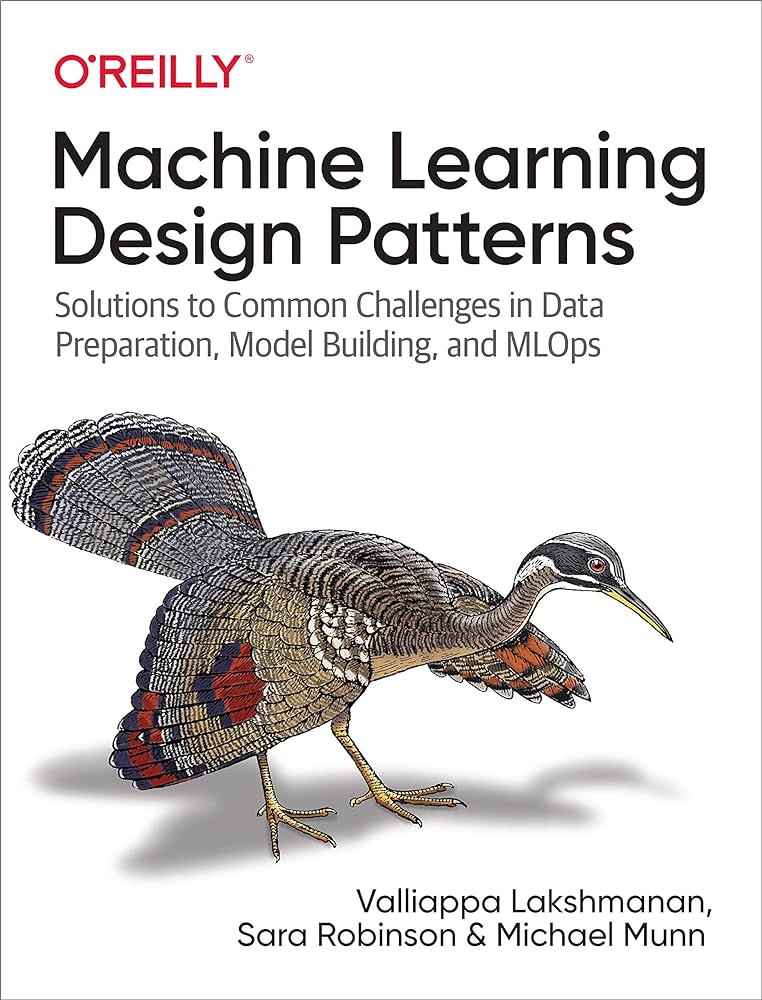 O'REILLY®
Machine Learning
Design Patterns
Solutions to Common Challenges in Data
Preparation, Model Building, and MLOps
Valliappa Lakshmanan,
Sara Robinson & Michael Munn